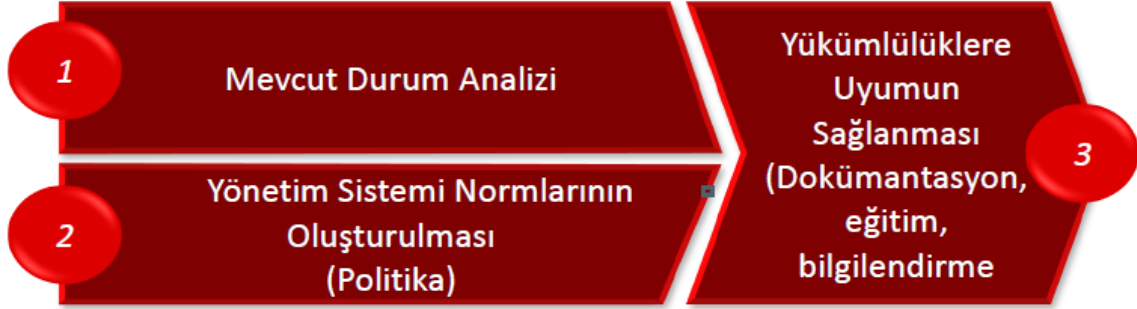 1
Mevcut Durum Analizi
2
Yönetim Sistemi Normlarının
Oluşturulması
(Politika)
Yükümlülüklere
Uyumun
Sağlanması
(Dokümantasyon,
eğitim,
bilgilendirme
3